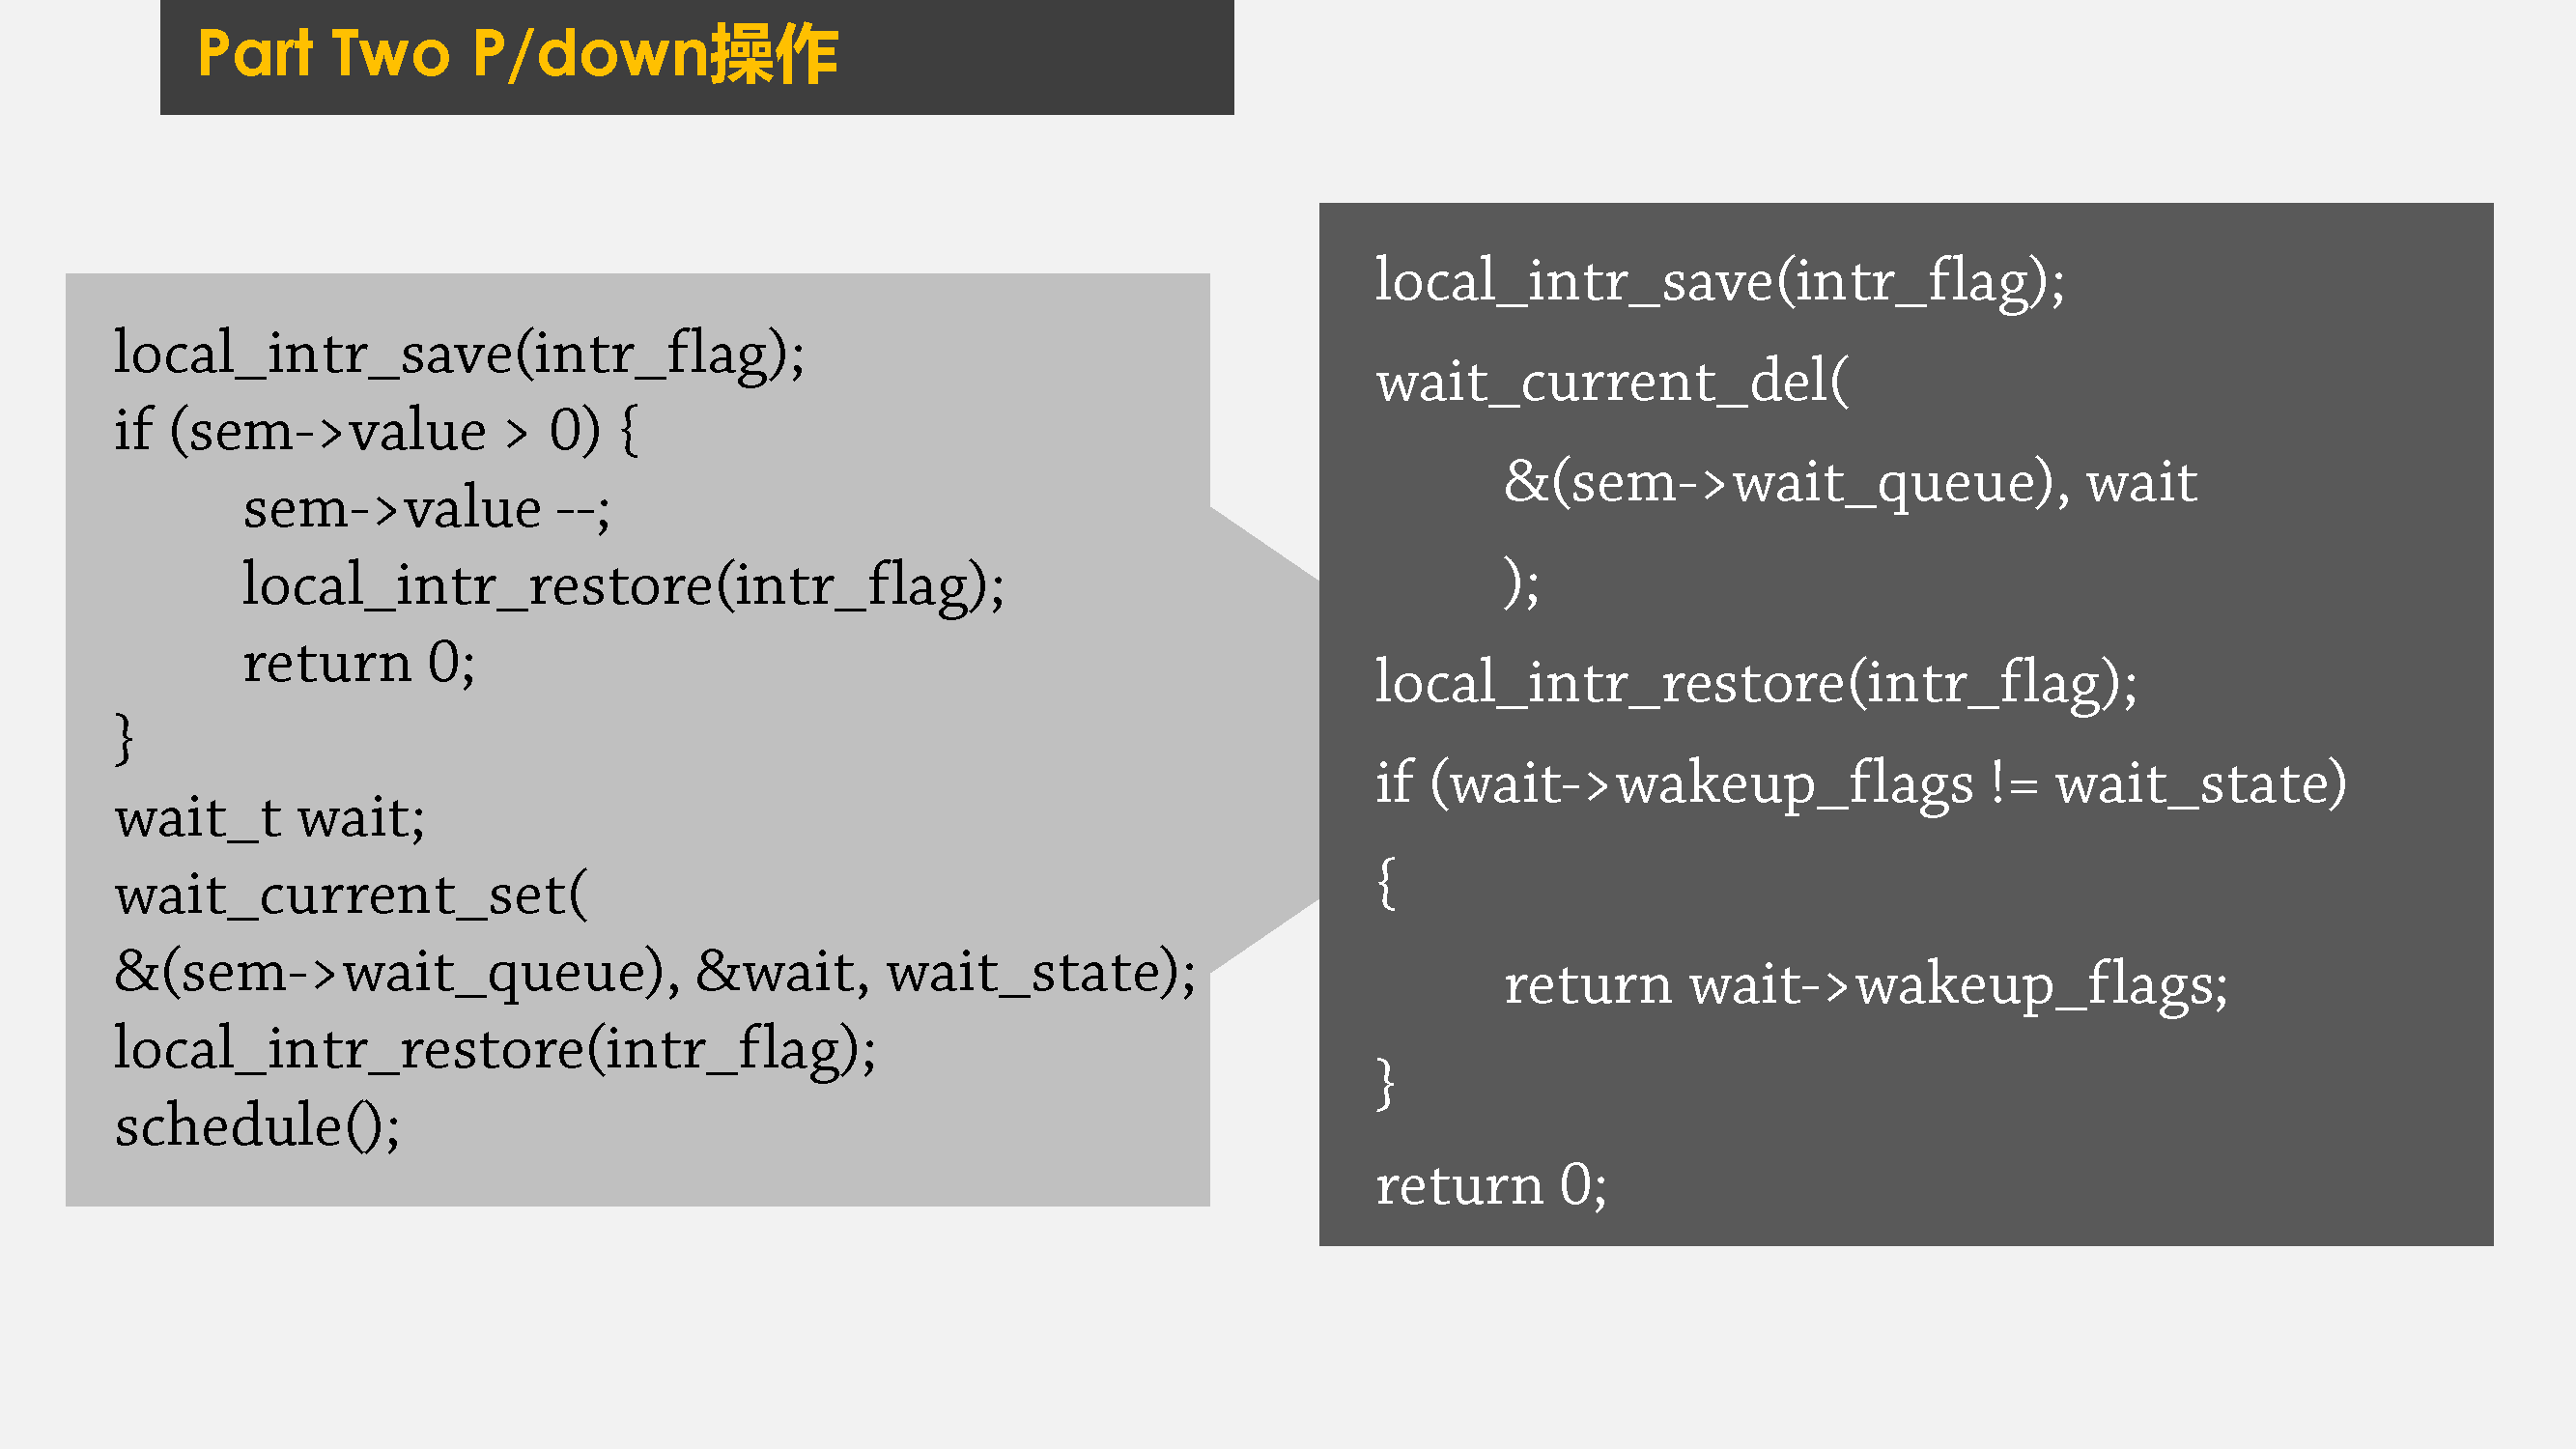 Part Two P/down操作
local_intr_save(intr_flag);
if (sem->value > 0) {
sem->value --;
local_intr_restore(intr_flag);
return 0;
}
wait_t wait;
wait_current_set(
&(sem->wait_queue), &wait, wait_state);
local_intr_restore(intr_flag);
schedule();
local_intr_save(intr_flag);
wait_current_del(
&(sem->wait_queue), wait
);
local_intr_restore(intr_flag);
if (wait->wakeup_flags != wait_state)
{
return wait->wakeup_flags;
}
return 0;